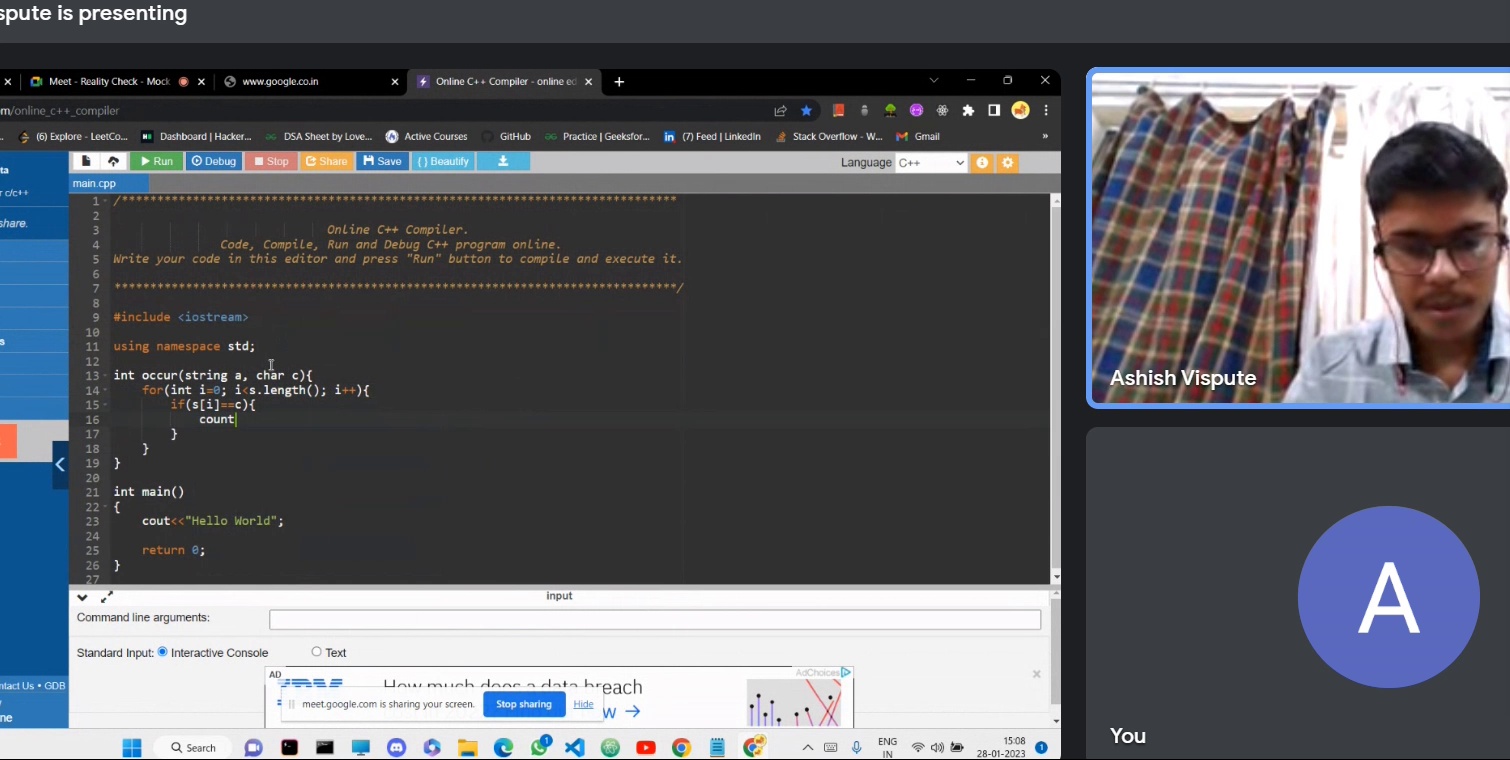 spute is presenting
Meet - Reality Check - Mock
www.google.co.in
Online C++ Compiler - online ed
m/online_c++_compiler
(6) Explore - LeetCo...
Dashboard | Hacker...
DSA Sheet by Love...
Active Courses
GitHub
Practice | Geeksfor...
(7) Feed | LinkedIn
Stack Overflow - W...
Gmail
»
ta
r c/c++
share.
s
Run
Debug
Stop
Share
Save
{} Beautify
Language C++
main.cpp
1 /******************************************************************************
2
3 Online C++ Compiler.
4 Code, Compile, Run and Debug C++ program online.
5 Write your code in this editor and press "Run" button to compile and execute it.
6
7 *******************************************************************************/
8
9 #include <iostream>
10
11 using namespace std;
12
13 int occur(string a, char c){
14 for(int i=0; i<s.length(); i++){
15 if(s[i]==c){
16 count
17 }
18 }
19 }
20
21 int main()
22 {
23 cout<<"Hello World";
24
25 return 0;
26 }
27
input
Command line arguments:
Standard Input: Interactive Console Text
AD
How much does a data breach
AdChoices
meet.google.com is sharing your screen.
Stop sharing
Hide
w →
ntact Us • GDB
ne
Search
ENG
IN
15:08
28-01-2023
1
Ashish Vispute
A
You